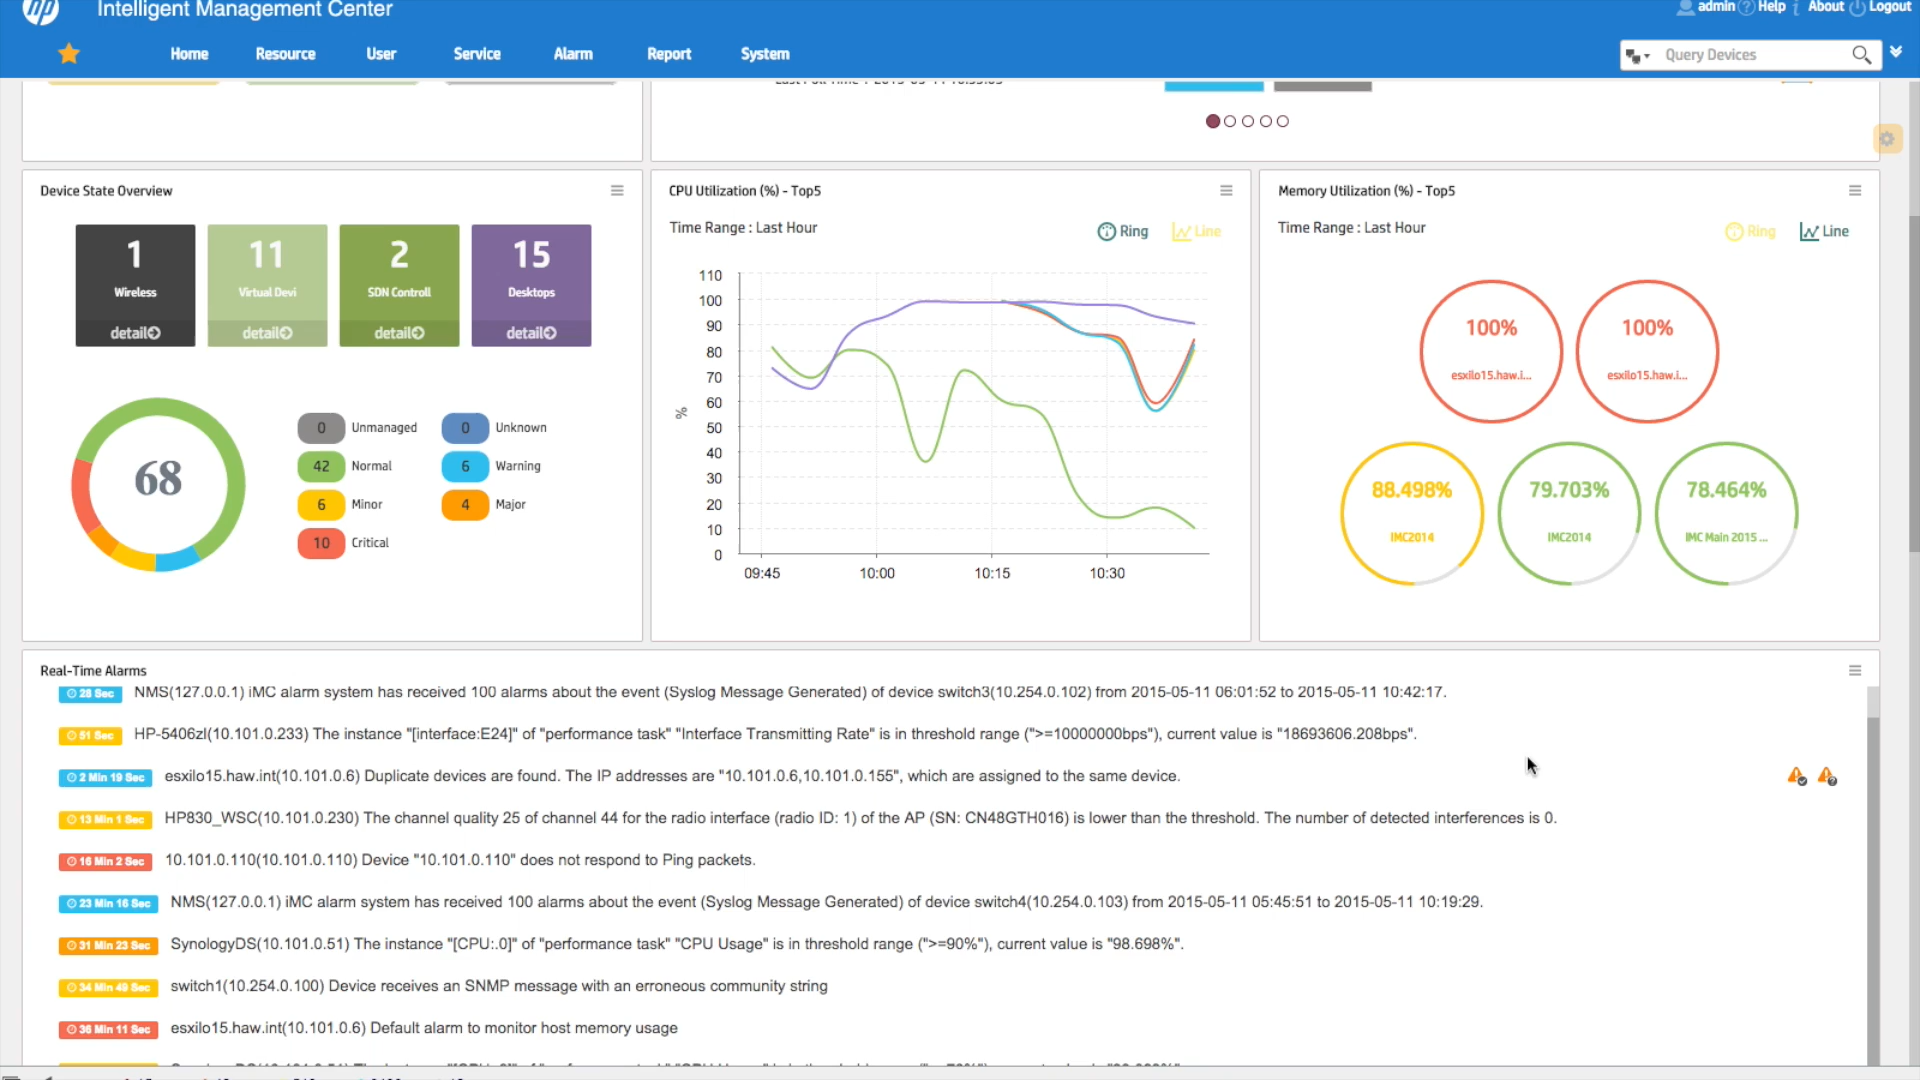 hp Intelligent Management Center
admin Help About Logout
Home Resource User Service Alarm Report System
Query Devices
Device State Overview
1 11 2 15
Wireless Virtual Devi SDN Controll Desktops
detail detail detail detail
68
0 Unmanaged 0 Unknown
42 Normal 6 Warning
6 Minor 4 Major
10 Critical
CPU Utilization (%) - Top5
Time Range : Last Hour
Ring Line
110
100
90
80
70
60
50
40
30
20
10
0
%
09:45 10:00 10:15 10:30
Memory Utilization (%) - Top5
Time Range : Last Hour
Ring Line
100% 100%
esxilo15.haw.i... esxilo15.haw.i...
88.498% 79.703% 78.464%
IMC2014 IMC2014 IMC Main 2015 ...
Real-Time Alarms
28 Sec NMS(127.0.0.1) iMC alarm system has received 100 alarms about the event (Syslog Message Generated) of device switch3(10.254.0.102) from 2015-05-11 06:01:52 to 2015-05-11 10:42:17.
51 Sec HP-5406zl(10.101.0.233) The instance "[interface:E24]" of "performance task" "Interface Transmitting Rate" is in threshold range (">=10000000bps"), current value is "18693606.208bps".
2 Min 19 Sec esxilo15.haw.int(10.101.0.6) Duplicate devices are found. The IP addresses are "10.101.0.6,10.101.0.155", which are assigned to the same device.
13 Min 1 Sec HP830_WSC(10.101.0.230) The channel quality 25 of channel 44 for the radio interface (radio ID: 1) of the AP (SN: CN48GTH016) is lower than the threshold. The number of detected interferences is 0.
16 Min 2 Sec 10.101.0.110(10.101.0.110) Device "10.101.0.110" does not respond to Ping packets.
23 Min 16 Sec NMS(127.0.0.1) iMC alarm system has received 100 alarms about the event (Syslog Message Generated) of device switch4(10.254.0.103) from 2015-05-11 05:45:51 to 2015-05-11 10:19:29.
31 Min 23 Sec SynologyDS(10.101.0.51) The instance "[CPU:.0]" of "performance task" "CPU Usage" is in threshold range (">=90%"), current value is "98.698%".
34 Min 49 Sec switch1(10.254.0.100) Device receives an SNMP message with an erroneous community string
36 Min 11 Sec esxilo15.haw.int(10.101.0.6) Default alarm to monitor host memory usage